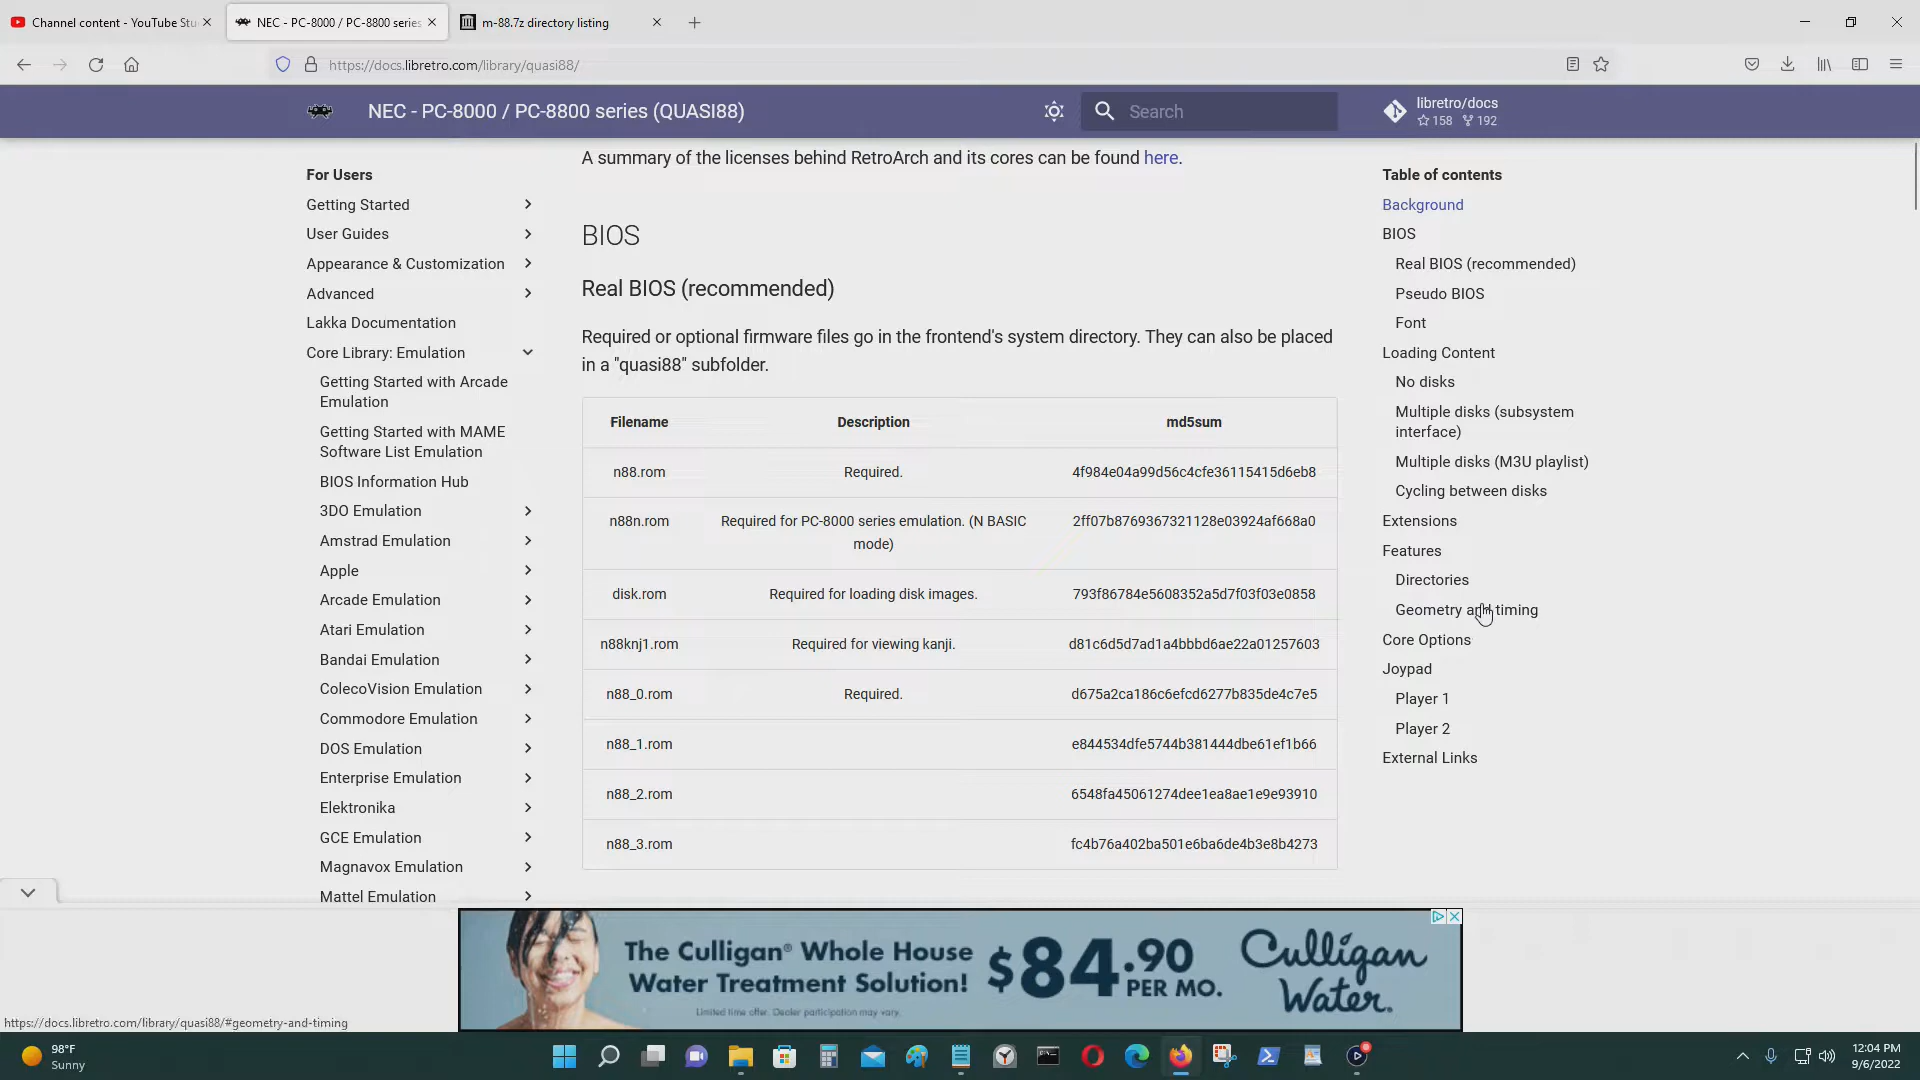 Channel content - YouTube Stu
NEC - PC-8000 / PC-8800 series
m-88.7z directory listing
https://docs.libretro.com/library/quasi88/
NEC - PC-8000 / PC-8800 series (QUASI88)
Search
libretro/docs
158 192
For Users
Getting Started
User Guides
Appearance & Customization
Advanced
Lakka Documentation
Core Library: Emulation
Getting Started with Arcade
Emulation
Getting Started with MAME
Software List Emulation
BIOS Information Hub
3DO Emulation
Amstrad Emulation
Apple
Arcade Emulation
Atari Emulation
Bandai Emulation
ColecoVision Emulation
Commodore Emulation
DOS Emulation
Enterprise Emulation
Elektronika
GCE Emulation
Magnavox Emulation
Mattel Emulation
A summary of the licenses behind RetroArch and its cores can be found here.
BIOS
Real BIOS (recommended)
Required or optional firmware files go in the frontend's system directory. They can also be placed
in a "quasi88" subfolder.
Filename Description md5sum
n88.rom Required. 4f984e04a99d56c4cfe36115415d6eb8
n88n.rom Required for PC-8000 series emulation. (N BASIC 2ff07b8769367321128e03924af668a0
mode)
disk.rom Required for loading disk images. 793f86784e5608352a5d7f03f03e0858
n88knj1.rom Required for viewing kanji. d81c6d5d7ad1a4bbbd6ae22a01257603
n88_0.rom Required. d675a2ca186c6efcd6277b835de4c7e5
n88_1.rom e844534dfe5744b381444dbe61ef1b66
n88_2.rom 6548fa45061274dee1ea8ae1e9e93910
n88_3.rom fc4b76a402ba501e6ba6de4b3e8b4273
Table of contents
Background
BIOS
Real BIOS (recommended)
Pseudo BIOS
Font
Loading Content
No disks
Multiple disks (subsystem
interface)
Multiple disks (M3U playlist)
Cycling between disks
Extensions
Features
Directories
Geometry and timing
Core Options
Joypad
Player 1
Player 2
External Links
The Culligan® Whole House
Water Treatment Solution!
$84.90
PER MO.
Culligan
Water.
Limited time offer. Dealer participation may vary.
https://docs.libretro.com/library/quasi88/#geometry-and-timing
98°F
Sunny
12:04 PM
9/6/2022